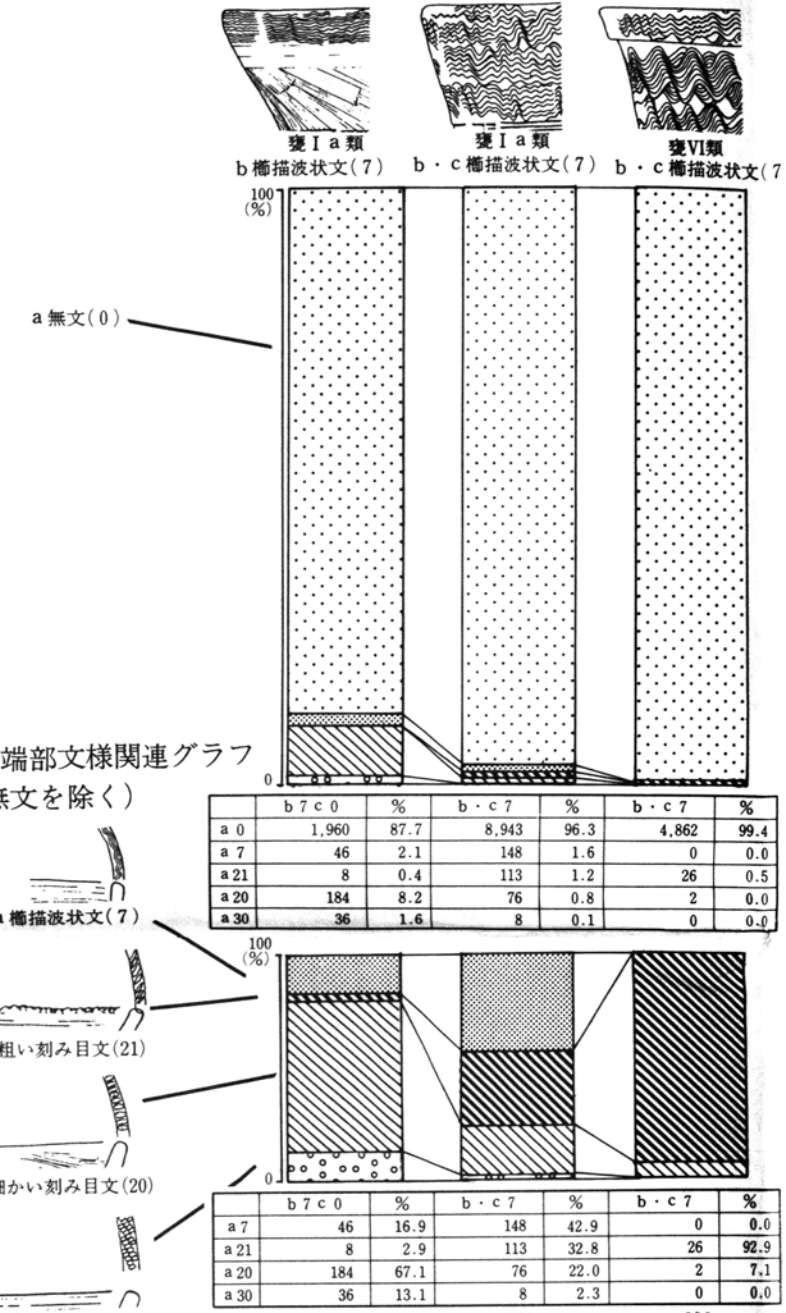 甕Ⅰa類 甕Ⅰa類 甕Ⅵ類
b櫛描波状文(7) b・c櫛描波状文(7) b・c櫛描波状文(7
100
(%)
a無文(0)
0
端部文様関連グラフ
無文を除く)
b7c0 % b・c7 % b・c7 %
a0 1,960 87.7 8,943 96.3 4,862 99.4
a7 46 2.1 148 1.6 0 0.0
a21 8 0.4 113 1.2 26 0.5
a20 184 8.2 76 0.8 2 0.0
a30 36 1.6 8 0.1 0 0.0
a櫛描波状文(7)
100
(%)
粗い刻み目文(21)
細かい刻み目文(20)
0
b7c0 % b・c7 % b・c7 %
a7 46 16.9 148 42.9 0 0.0
a21 8 2.9 113 32.8 26 92.9
a20 184 67.1 76 22.0 2 7.1
a30 36 13.1 8 2.3 0 0.0